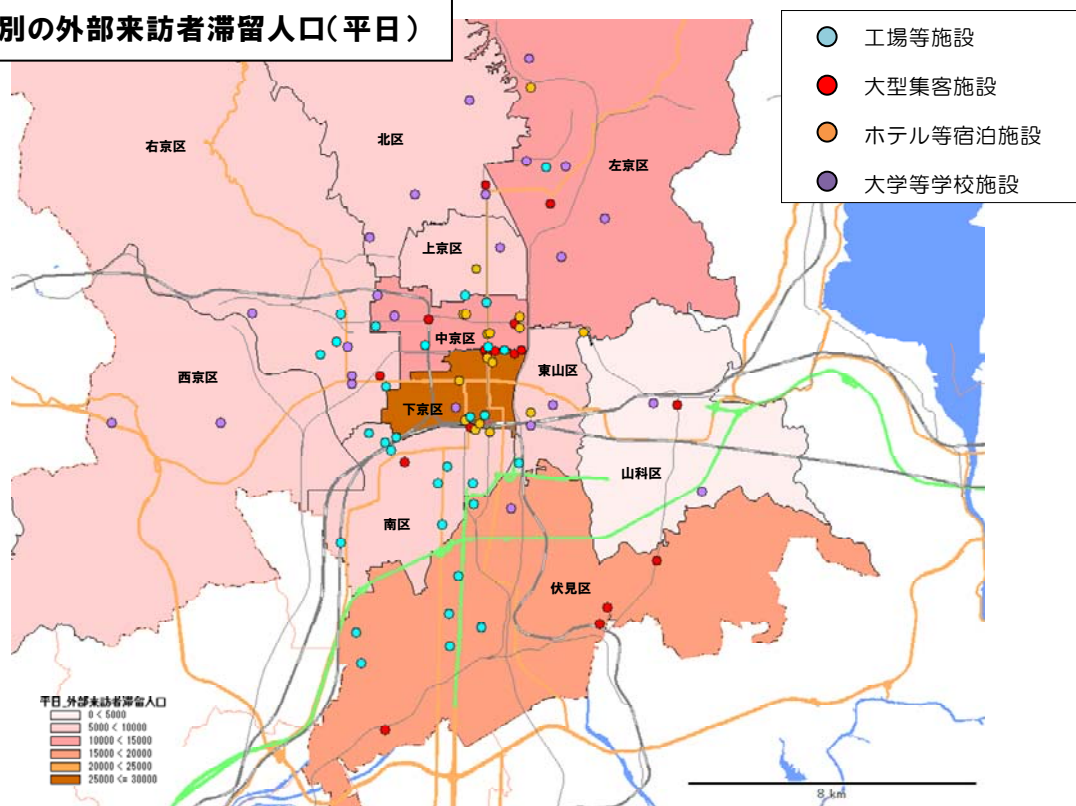 別の外部来訪者滞留人口(平日)
工場等施設
大型集客施設
ホテル等宿泊施設
大学等学校施設
右京区
北区
左京区
上京区
中京区
東山区
西京区
下京区
山科区
南区
伏見区
平日_外部来訪者滞留人口
0 < 5000
5000 < 10000
10000 < 15000
15000 < 20000
20000 < 25000
25000 <= 30000
8 km